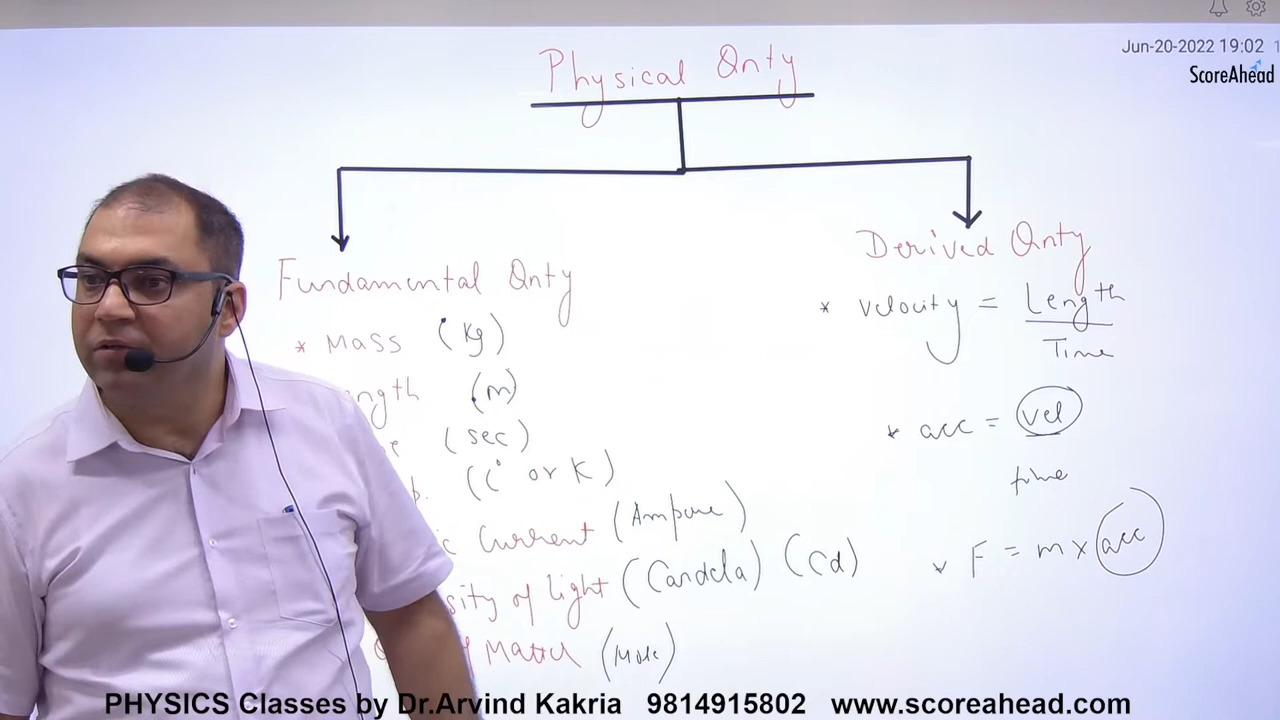 Jun-20-2022 19:02
ScoreAhead
Physical Qnty
Fundamental Qnty
* Mass (kg)
ngth (m)
(sec)
p. (C° or K)
c Current (Ampere)
sity of light (Candela) (Cd)
Matter (Mole)
Derived Qnty
* velocity = Length
Time
* acc = vel
time
* F = m x acc
PHYSICS Classes by Dr.Arvind Kakria 9814915802 www.scoreahead.com